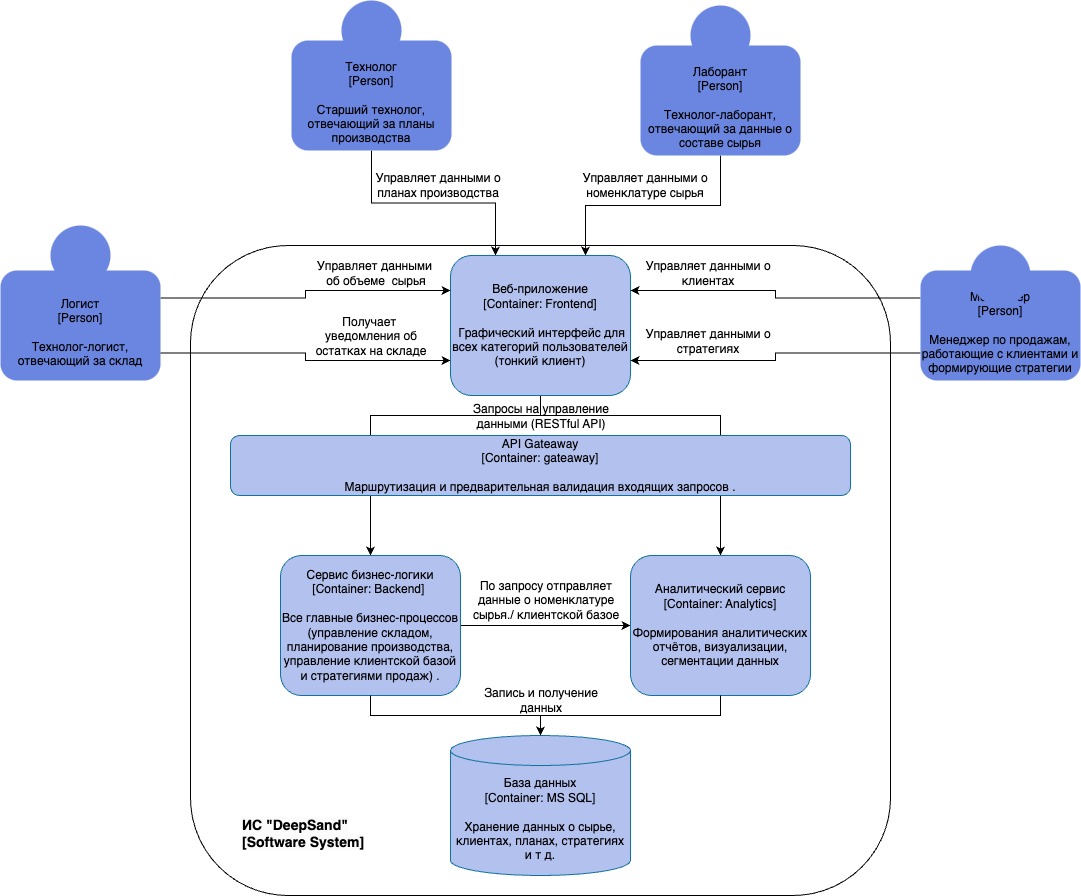 Технолог
[Person]
Старший технолог,
отвечающий за планы
производства
Лаборант
[Person]
Технолог-лаборант,
отвечающий за данные о
составе сырья
Управляет данными о
планах производства
Управляет данными о
номенклатуре сырья
Логист
[Person]
Технолог-логист,
отвечающий за склад
Управляет данными
об объеме сырья
Получает
уведомления об
остатках на складе
Веб-приложение
[Container: Frontend]
Графический интерфейс для
всех категорий пользователей
(тонкий клиент)
Управляет данными о
клиентах
Управляет данными о
стратегиях
[Person]
Менеджер по продажам,
работающие с клиентами и
формирующие стратегии
Запросы на управление
данными (RESTful API)
API Gateaway
[Container: gateaway]
Маршрутизация и предварительная валидация входящих запросов .
Сервис бизнес-логики
[Container: Backend]
Все главные бизнес-процессов
(управление складом,
планирование производства,
управление клиентской базой
и стратегиями продаж) .
По запросу отправляет
данные о номенклатуре
сырья./ клиентской базое
Аналитический сервис
[Container: Analytics]
Формирования аналитических
отчётов, визуализации,
сегментации данных
Запись и получение
данных
База данных
[Container: MS SQL]
Хранение данных о сырье,
клиентах, планах, стратегиях
и т д.
ИС "DeepSand"
[Software System]